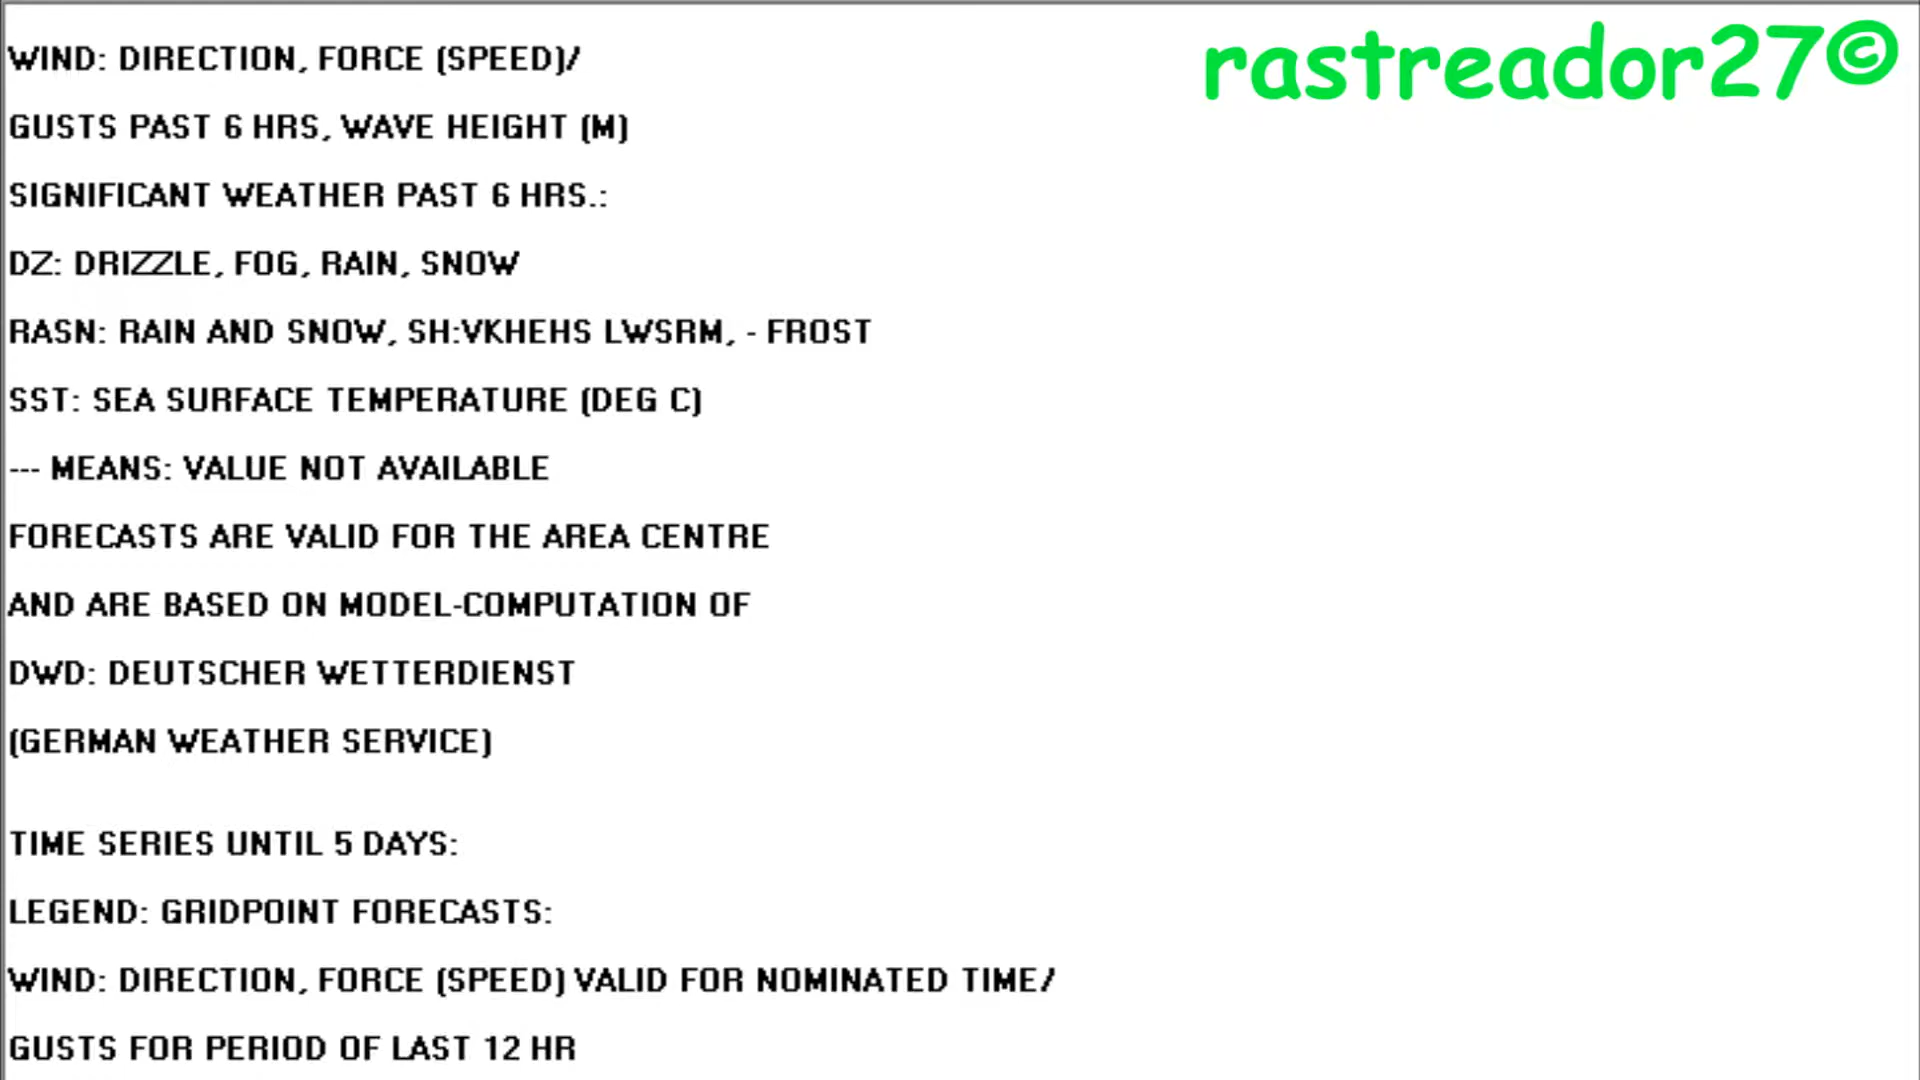 WIND: DIRECTION, FORCE (SPEED)/
rastreador27©
GUSTS PAST 6 HRS, WAVE HEIGHT (M)
SIGNIFICANT WEATHER PAST 6 HRS.:
DZ: DRIZZLE, FOG, RAIN, SNOW
RASN: RAIN AND SNOW, SH:VKHEHS LWSRM, - FROST
SST: SEA SURFACE TEMPERATURE (DEG C)
--- MEANS: VALUE NOT AVAILABLE
FORECASTS ARE VALID FOR THE AREA CENTRE
AND ARE BASED ON MODEL-COMPUTATION OF
DWD: DEUTSCHER WETTERDIENST
(GERMAN WEATHER SERVICE)
TIME SERIES UNTIL 5 DAYS:
LEGEND: GRIDPOINT FORECASTS:
WIND: DIRECTION, FORCE (SPEED) VALID FOR NOMINATED TIME/
GUSTS FOR PERIOD OF LAST 12 HR